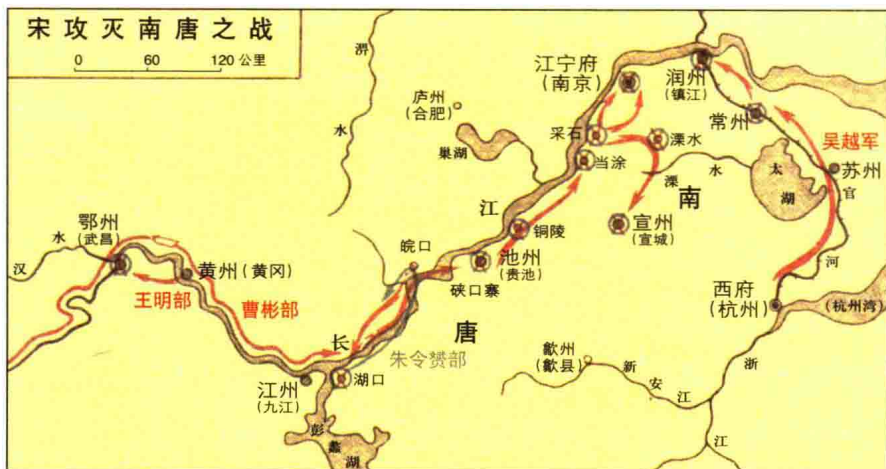 宋攻灭南唐之战
0 60 120 公里
渭
水
庐州
(合肥)
巢湖
江宁府
(南京)
润州
(镇江)
常州
吴越军
采石
溧水
当涂
溧
水
太
湖
苏州
官
河
江
南
铜陵
宣州
(宣城)
鄂州
(武昌)
汉
水
黄州(黄冈)
皖口
池州
(贵池)
硖口寨
西府
(杭州)
(杭州湾)
王明部
曹彬部
长
唐
朱令赟部
歙州
(歙县)
新
安
江
浙
江
江州
(九江)
湖口
彭
蠡
湖